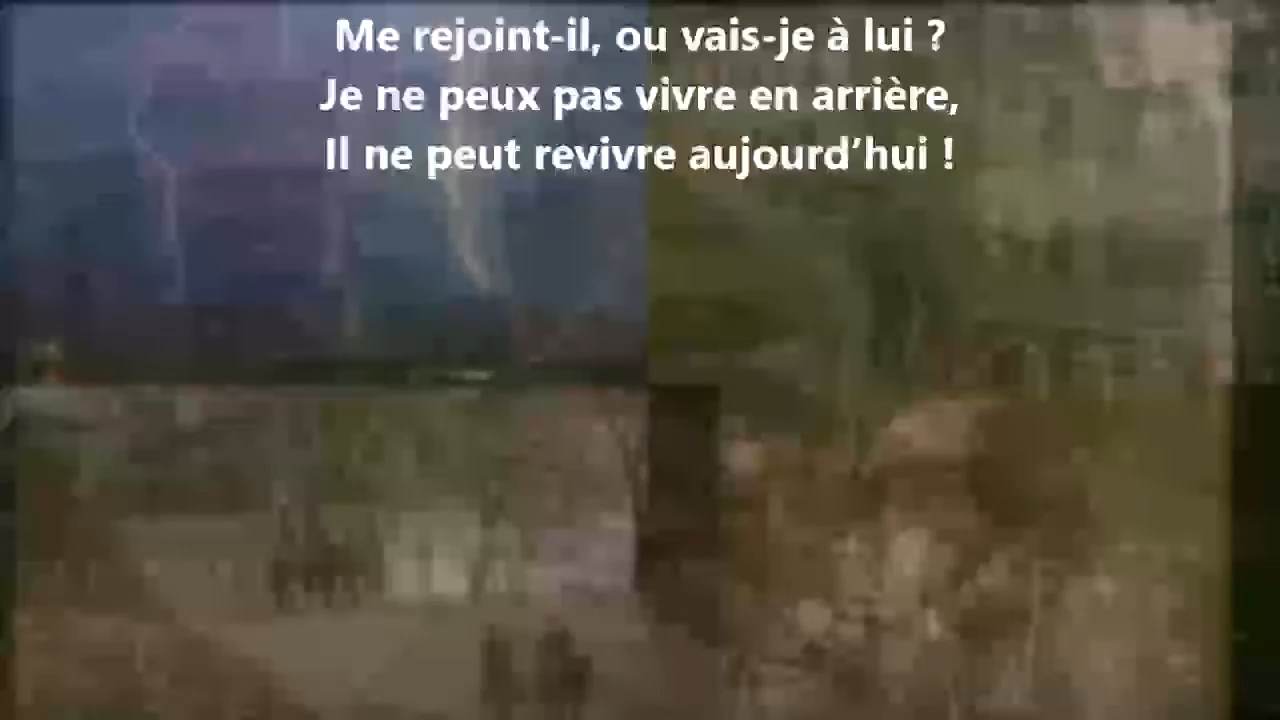 Me rejoint-il, ou vais-je à lui ?
Je ne peux pas vivre en arrière,
Il ne peut revivre aujourd’hui !